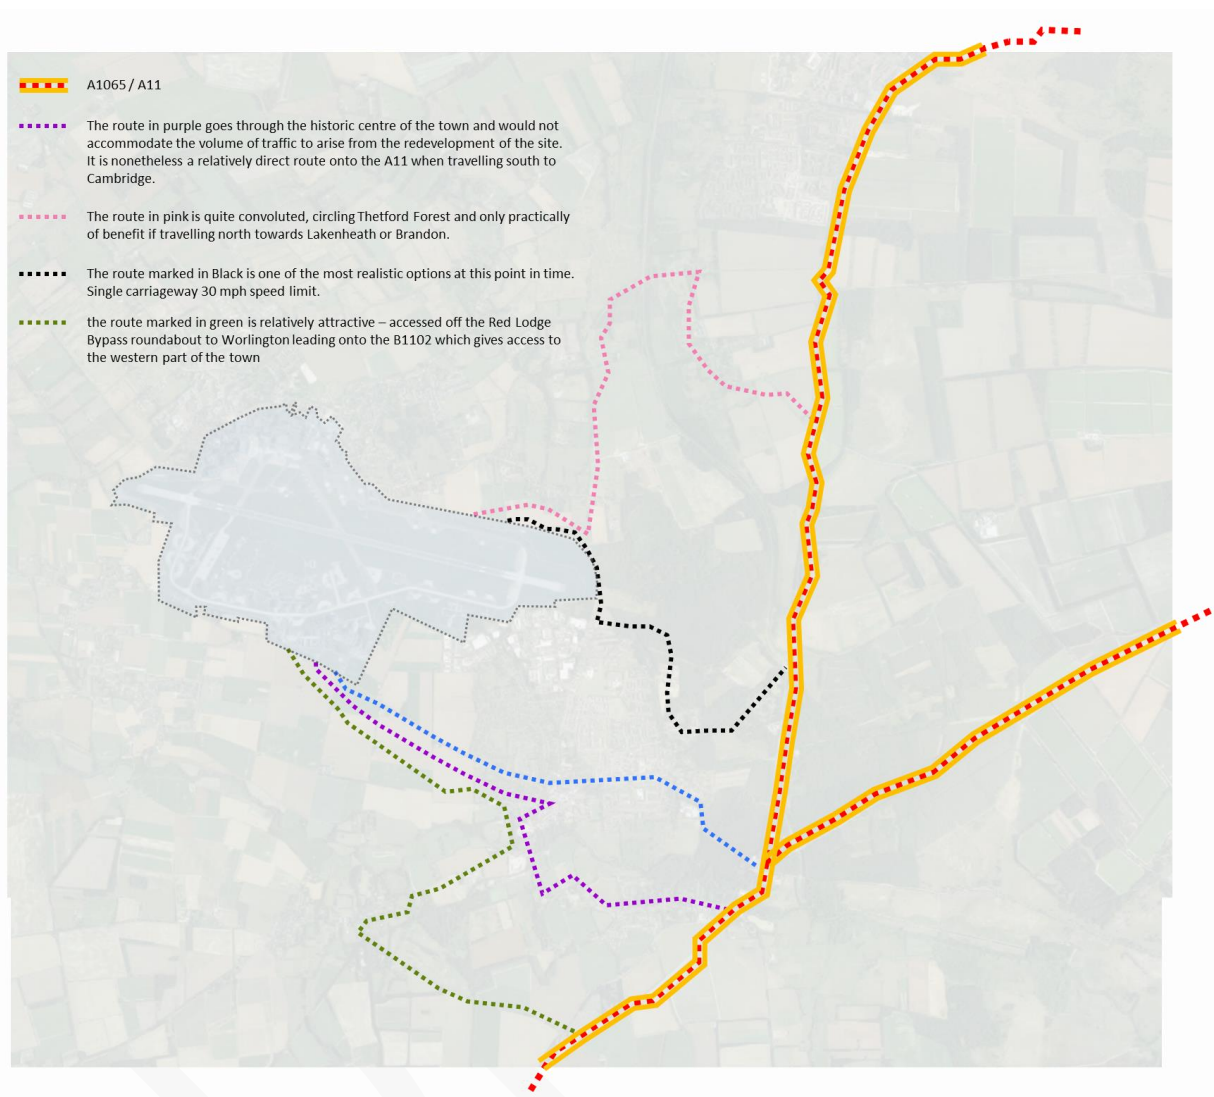 A1065 / A11
The route in purple goes through the historic centre of the town and would not
accommodate the volume of traffic to arise from the redevelopment of the site.
It is nonetheless a relatively direct route onto the A11 when travelling south to
Cambridge.
The route in pink is quite convoluted, circling Thetford Forest and only practically
of benefit if travelling north towards Lakenheath or Brandon.
The route marked in Black is one of the most realistic options at this point in time.
Single carriageway 30 mph speed limit.
the route marked in green is relatively attractive – accessed off the Red Lodge
Bypass roundabout to Worlington leading onto the B1102 which gives access to
the western part of the town